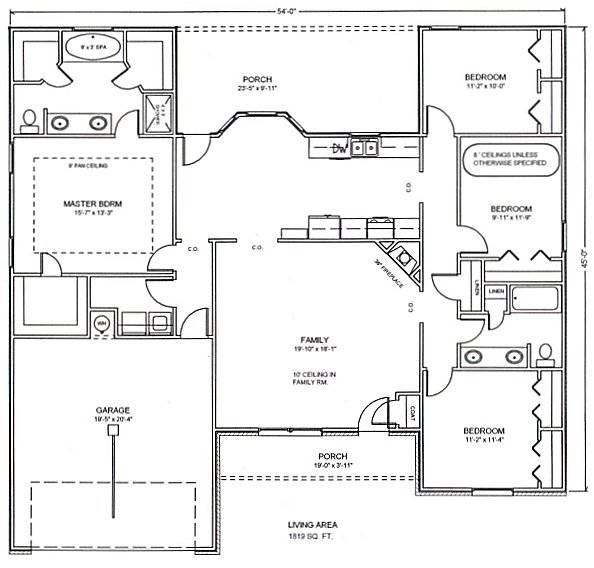 54'-0"
6' x 3' SPA
PORCH
23'-5" x 9'-11"
BEDROOM
11'-2" x 10'-0"
4' X 3'
SHOWER
DW
8 ' CEILINGS UNLESS
OTHERWISE SPECIFIED
9' PAN CEILING
MASTER BDRM
15'-7" x 13'-3"
C.O.
BEDROOM
9'-11" x 11'-9"
C.O.
C.O.
45'-0"
36" FIREPLACE
LINEN
LINEN
C.O.
WH
FAMILY
19'-10" x 18'-1"
10' CEILING IN
FAMILY RM.
GARAGE
19'-5" x 20'-4"
COAT
BEDROOM
11'-2" x 11'-4"
PORCH
19'-0" x 3'-11"
LIVING AREA
1819 SQ. FT.